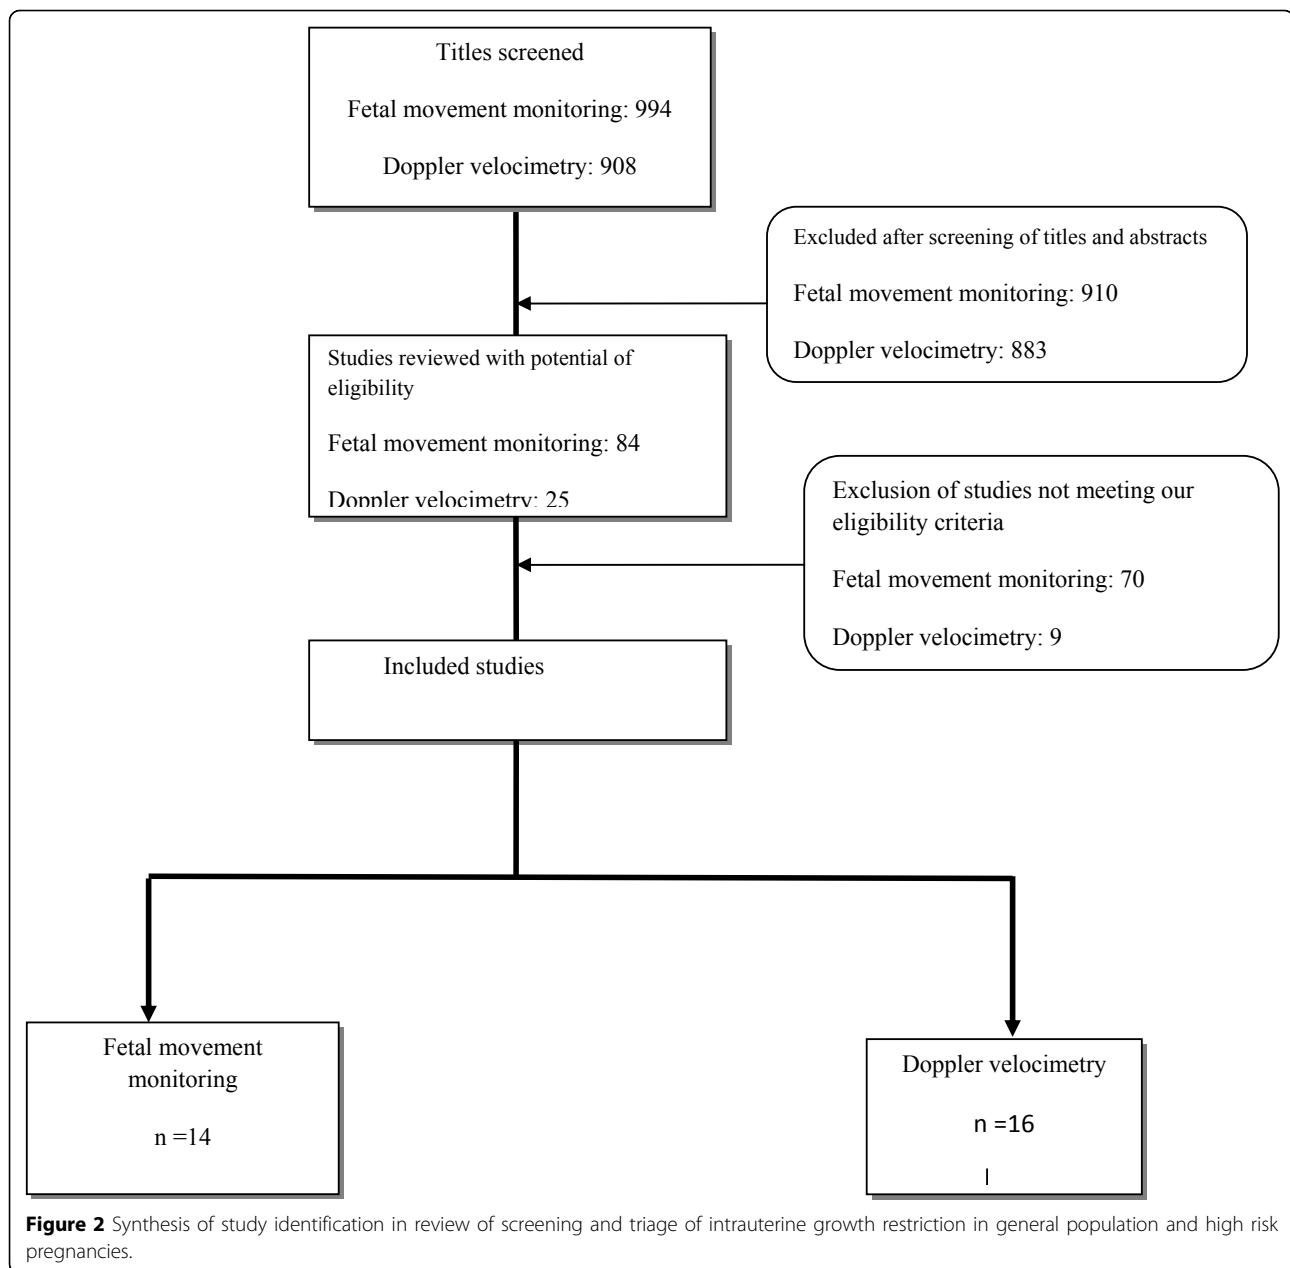 Titles screened
Fetal movement monitoring: 994
Doppler velocimetry: 908
Excluded after screening of titles and abstracts
Fetal movement monitoring: 910
Doppler velocimetry: 883
Studies reviewed with potential of
eligibility
Fetal movement monitoring: 84
Doppler velocimetry: 25
Exclusion of studies not meeting our
eligibility criteria
Fetal movement monitoring: 70
Doppler velocimetry: 9
Included studies
Fetal movement
monitoring
n =14
Doppler velocimetry
n =16
Figure 2 Synthesis of study identification in review of screening and triage of intrauterine growth restriction in general population and high risk
pregnancies.